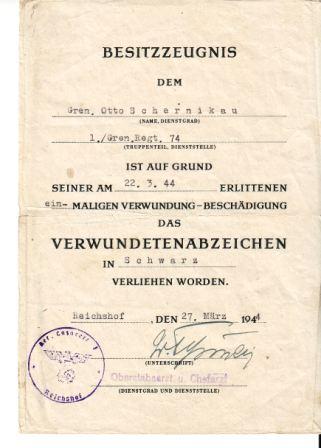 BESITZZEUGNIS
DEM
Gren. Otto Schernikau
(NAME, DIENSTGRAD)
1./Gren.Regt. 74
(TRUPPENTEIL, DIENSTSTELLE)
IST AUF GRUND
SEINER AM 22. 3. 44 ERLITTENEN
ein- MALIGEN VERWUNDUNG - BESCHÄDIGUNG
DAS
VERWUNDETENABZEICHEN
IN Schwarz
VERLIEHEN WORDEN.
Reichshof , DEN 27. März 1944
(UNTERSCHRIFT)
Oberstabsarzt u. Chefarzt
(DIENSTGRAD UND DIENSTSTELLE)
Reichshof